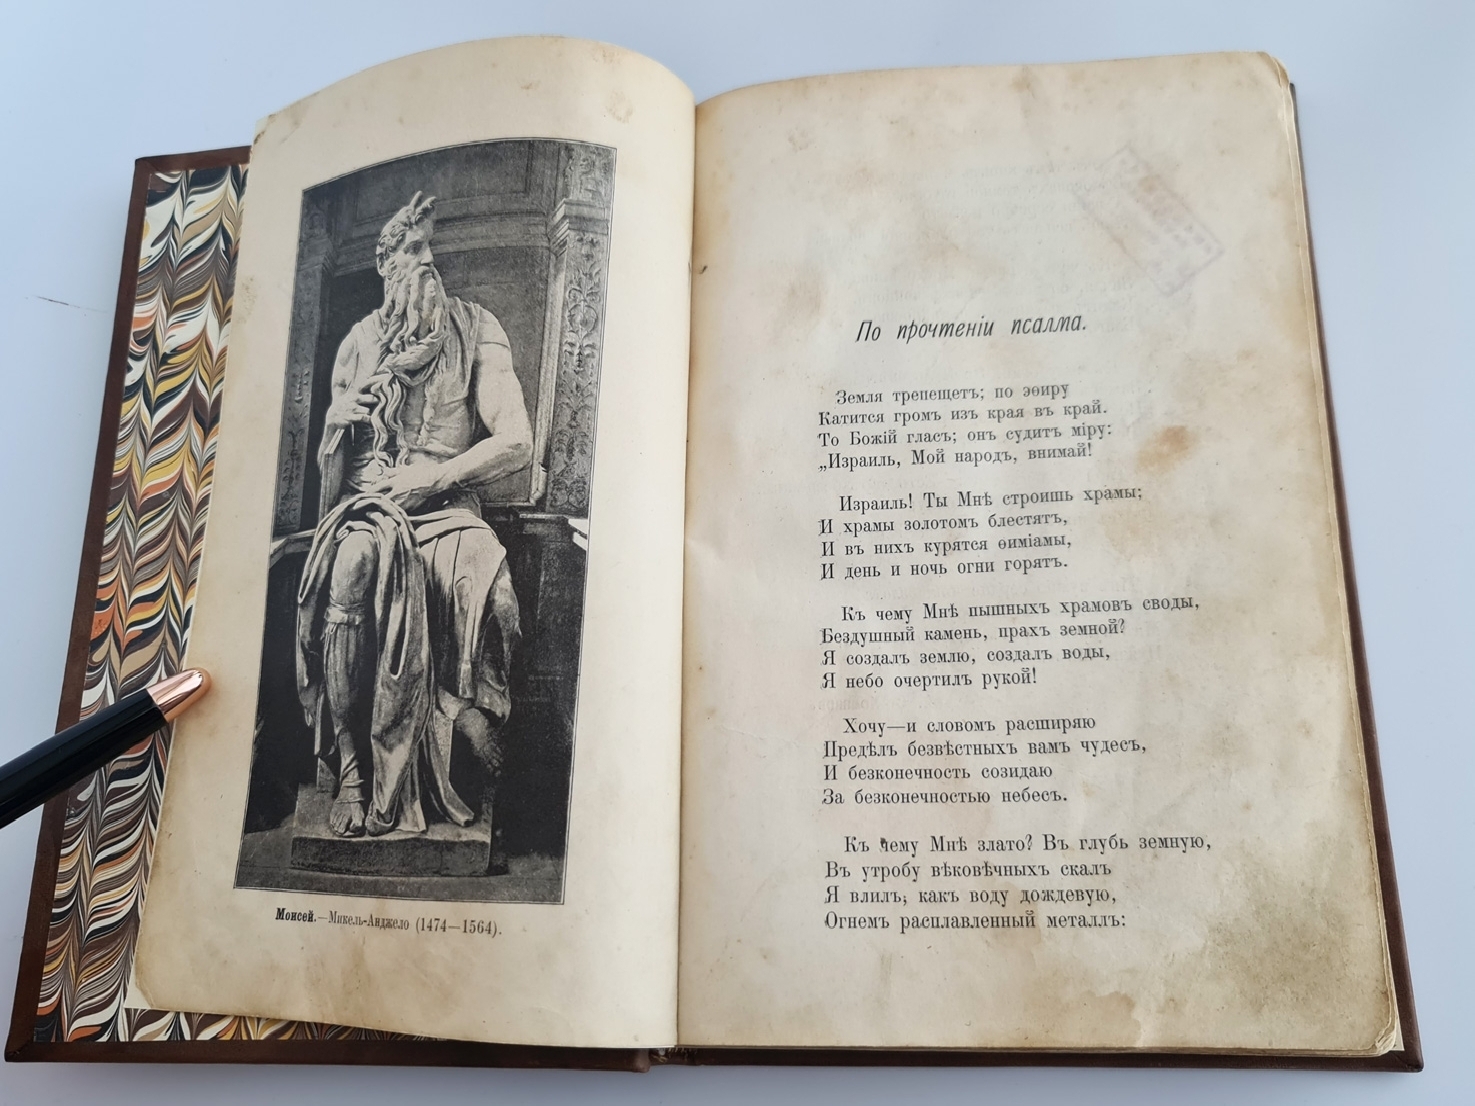 Моисей.—Микель-Анджело (1474—1564).
По прочтеніи псалма.
Земля трепещетъ; по эѳиру
Катится громъ изъ края въ край.
То Божій гласъ; онъ судитъ міру:
„Израиль, Мой народъ, внимай!
Израиль! Ты Мнѣ строишь храмы;
И храмы золотомъ блестятъ,
И въ нихъ курятся ѳиміамы,
И день и ночь огни горятъ.
Къ чему Мнѣ пышныхъ храмовъ своды,
Бездушный камень, прахъ земной?
Я создалъ землю, создалъ воды,
Я небо очертилъ рукой!
Хочу—и словомъ расширяю
Предѣлъ безвѣстныхъ вамъ чудесъ,
И безконечность созидаю
За безконечностью небесъ.
Къ чему Мнѣ злато? Въ глубь земную,
Въ утробу вѣковѣчныхъ скалъ
Я влилъ, какъ воду дождевую,
Огнемъ расплавленный металлъ: